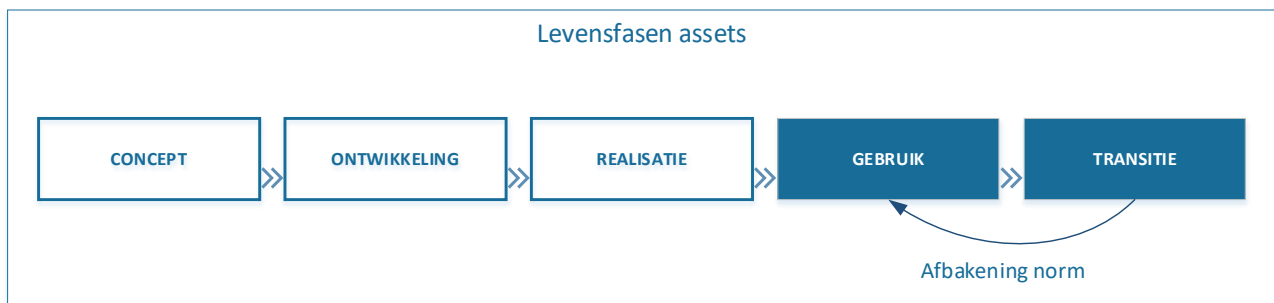 Levensfasen assets
CONCEPT
ONTWIKKELING
REALISATIE
GEBRUIK
TRANSITIE
Afbakening norm